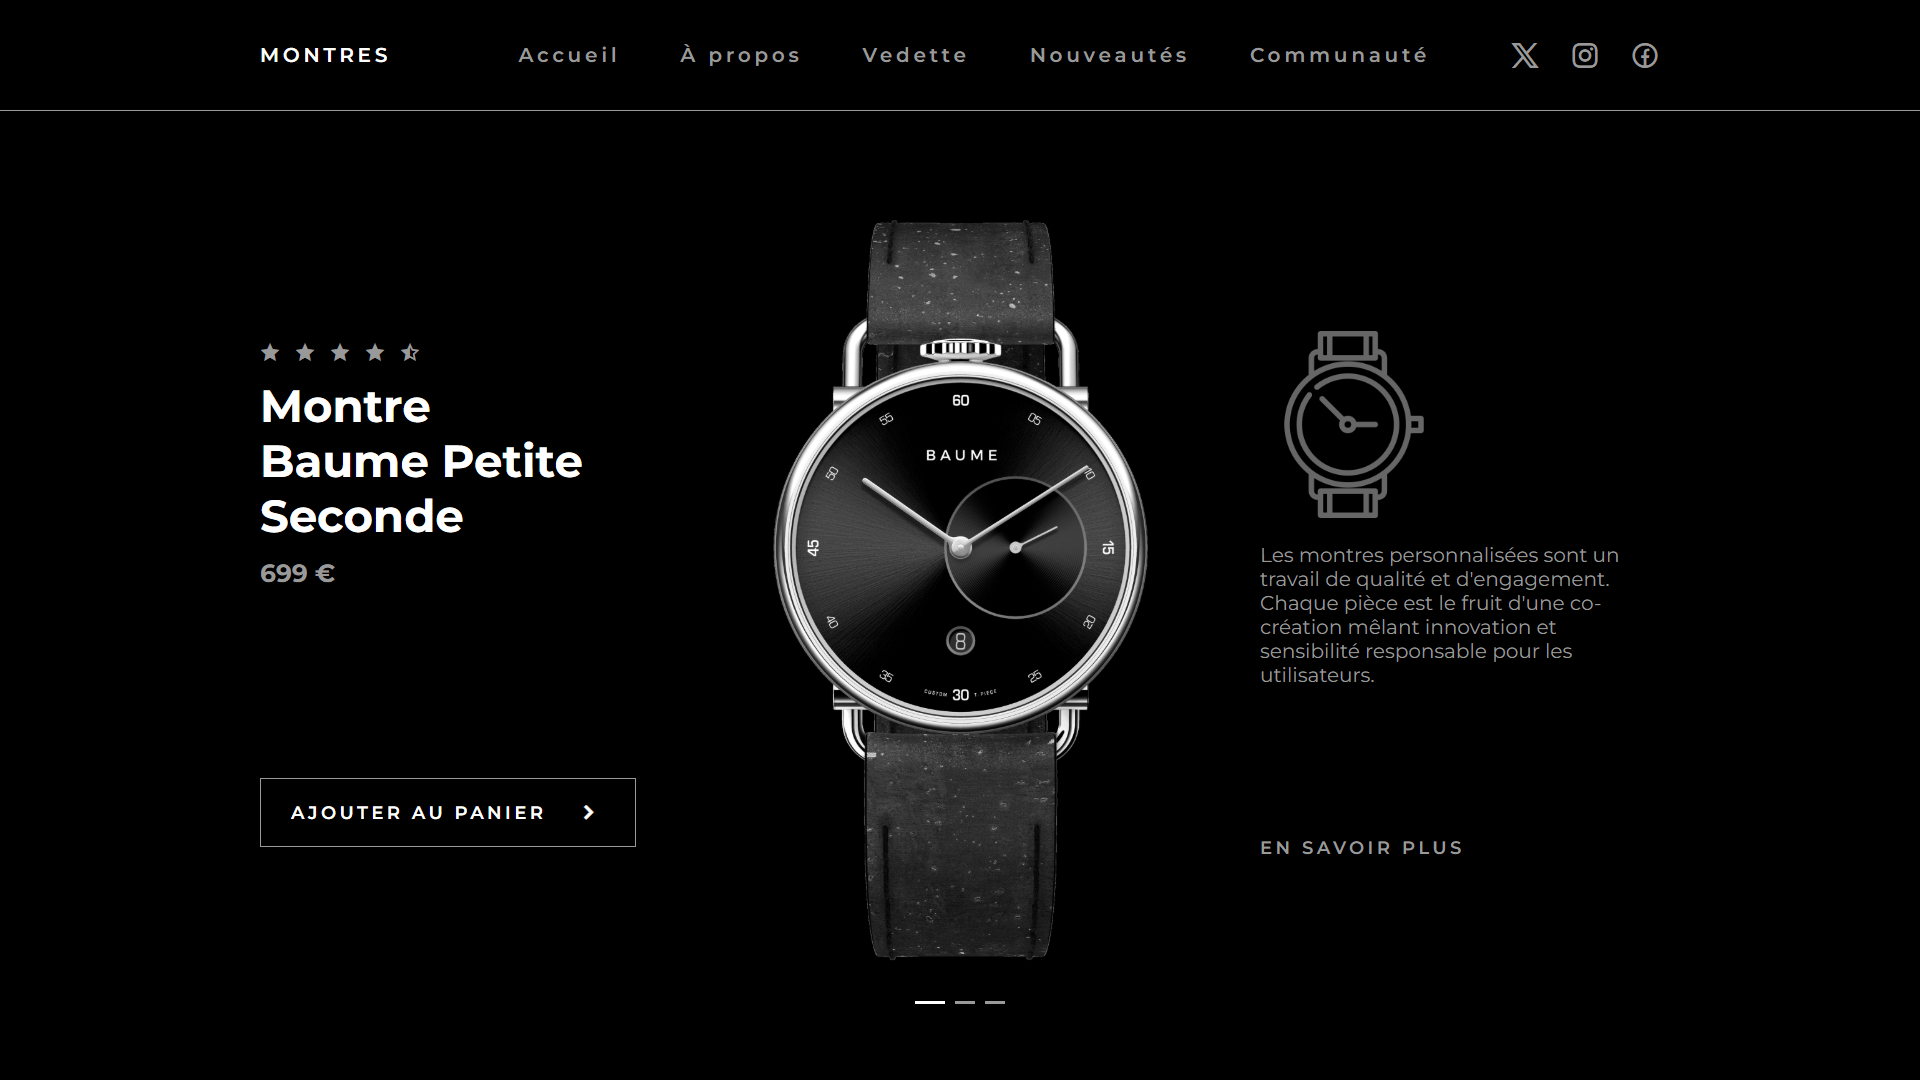 MONTRES
Accueil
À propos
Vedette
Nouveautés
Communauté
Montre
Baume Petite
Seconde
699 €
AJOUTER AU PANIER
60
05
10
15
20
25
30
35
40
45
50
55
BAUME
8
CUSTOM
Les montres personnalisées sont un
travail de qualité et d'engagement.
Chaque pièce est le fruit d'une co-
création mêlant innovation et
sensibilité responsable pour les
utilisateurs.
EN SAVOIR PLUS